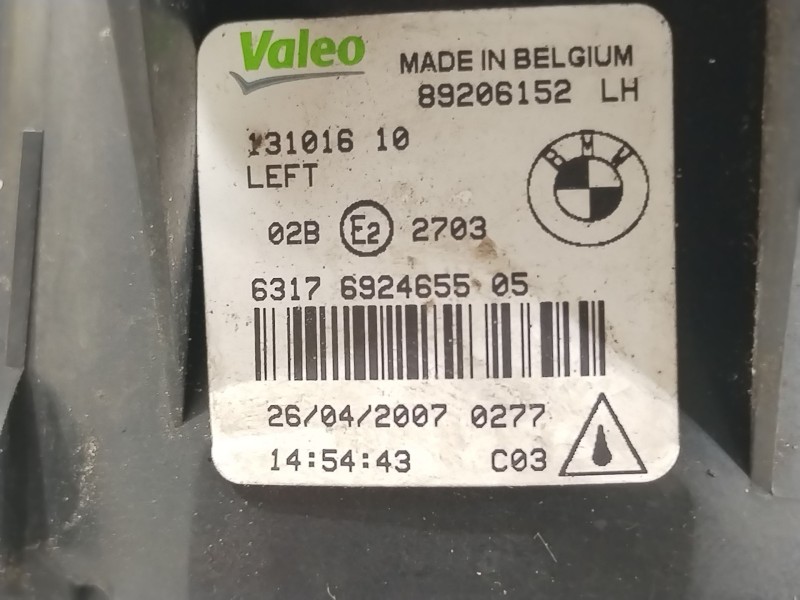 Valeo
MADE IN BELGIUM
89206152 LH
131016 10
LEFT
BMW
02B E2 2703
6317 6924655 05
26/04/2007 0277
14:54:43 C03